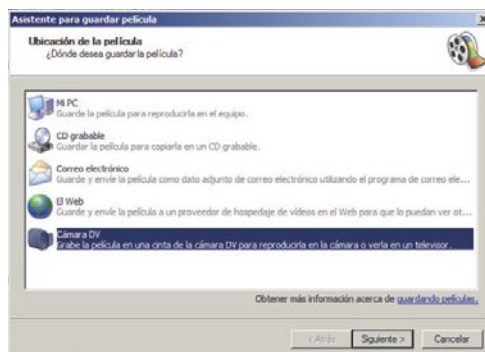 Asistente para guardar película
Ubicación de la película
¿Dónde desea guardar la película?
Mi PC
Guarde la película para reproducirla en el equipo.
CD grabable
Guardar la película para copiarla en un CD grabable.
Correo electrónico
Guarde y envíe la película como dato adjunto de correo electrónico utilizando el programa de correo ele...
El Web
Guarde y envíe la película a un proveedor de hospedaje de vídeos en el Web para que lo puedan ver ot...
Cámara DV
Grabe la película en una cinta de la cámara DV para reproducirla en la cámara o verla en un televisor.
Obtener más información acerca de guardando películas.
< Atrás
Siguiente >
Cancelar